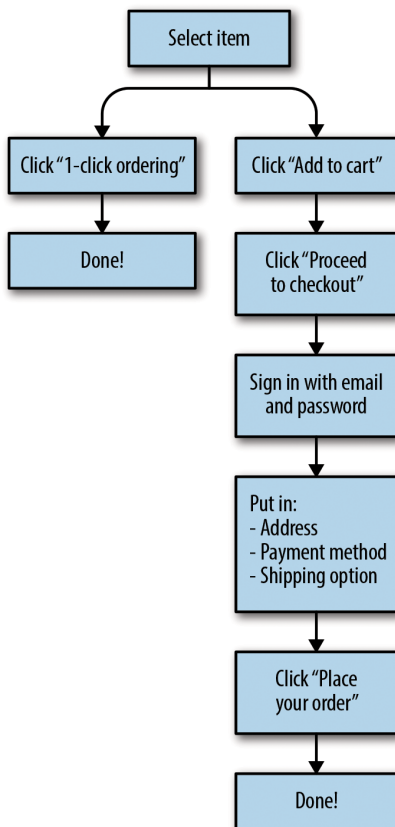 Select item
Click “1-click ordering”
Done!
Click “Add to cart”
Click “Proceed
to checkout”
Sign in with email
and password
Put in:
- Address
- Payment method
- Shipping option
Click “Place
your order”
Done!